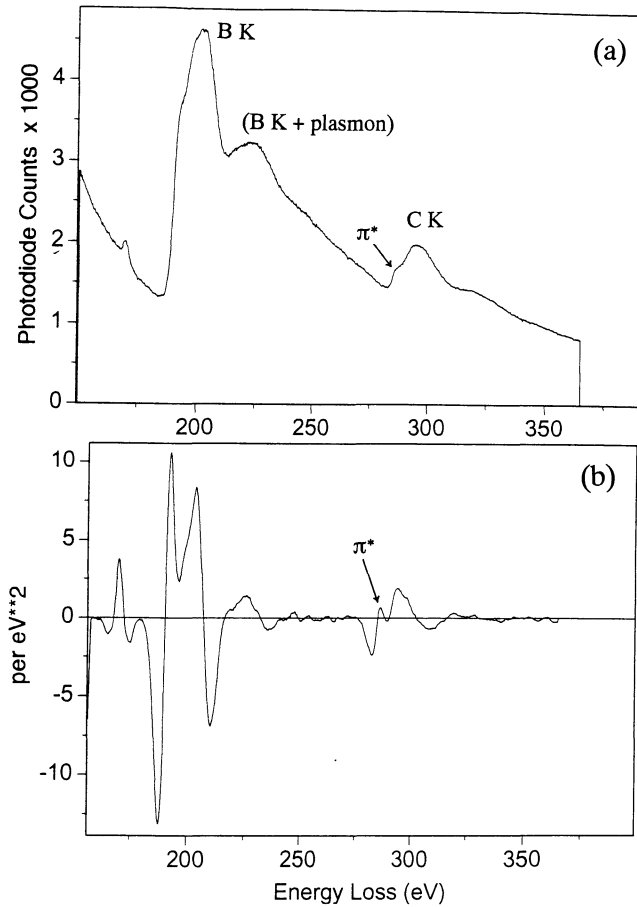 (a)
B K
(B K + plasmon)
π*
C K
Photodiode Counts x 1000
4
3
2
1
0
200
250
300
350
(b)
π*
per eV**2
10
5
0
-5
-10
200
250
300
350
Energy Loss (eV)